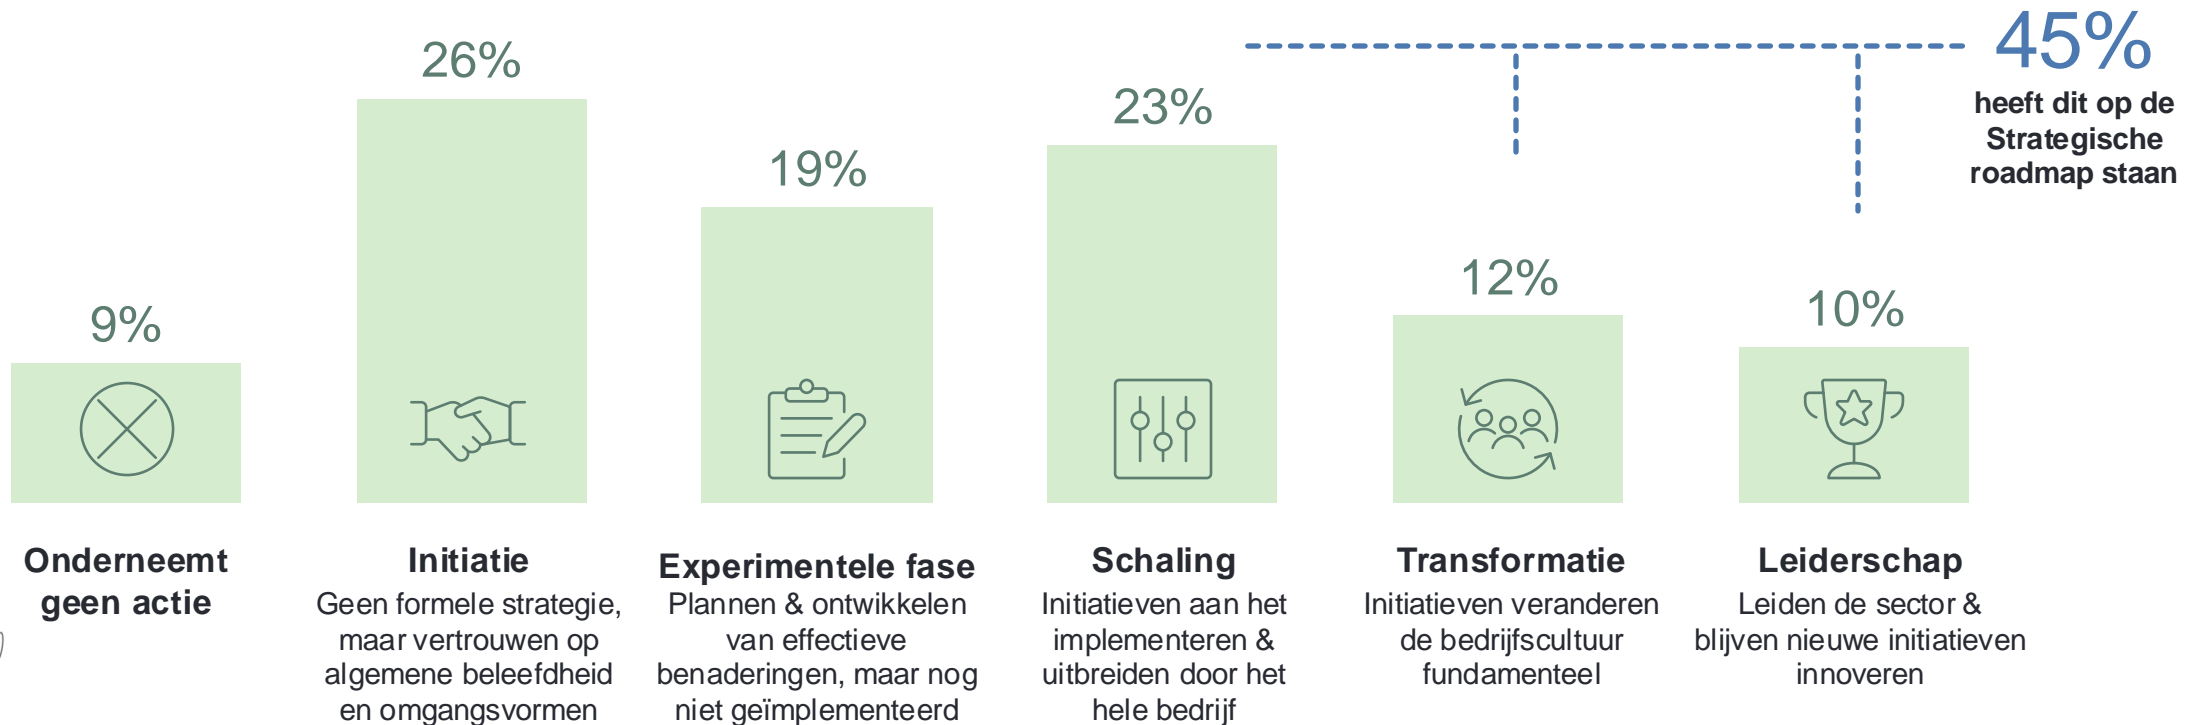 45%
heeft dit op de
Strategische
roadmap staan
9%
26%
19%
23%
12%
10%
Onderneemt
geen actie
Initiatie
Geen formele strategie,
maar vertrouwen op
algemene beleefdheid
en omgangsvormen
Experimentele fase
Plannen & ontwikkelen
van effectieve
benaderingen, maar nog
niet geïmplementeerd
Schaling
Initiatieven aan het
implementeren &
uitbreiden door het
hele bedrijf
Transformatie
Initiatieven veranderen
de bedrijfscultuur
fundamenteel
Leiderschap
Leiden de sector &
blijven nieuwe initiatieven
innoveren